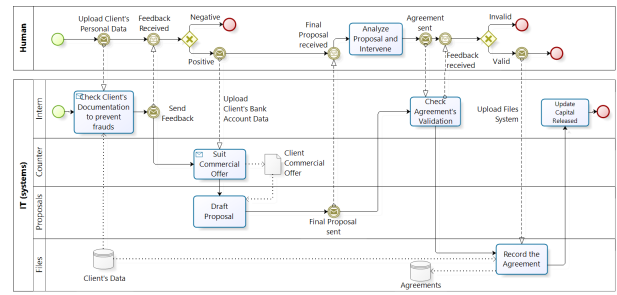 Human
Upload Client's
Personal Data
Feedback
Received
Negative
Positive
Final
Proposal
received
Analyze
Proposal and
Intervene
Agreement
sent
Feedback
received
Invalid
Valid
IT (systems)
Intern
Check Client's
Documentation
to prevent
frauds
Send
Feedback
Upload
Client's Bank
Account Data
Check
Agreement's
Validation
Upload Files
System
Update
Capital
Released
Counter
Suit
Commercial
Offer
Client
Commercial
Offer
Proposals
Draft
Proposal
Final Proposal
sent
Files
Client's Data
Agreements
Record the
Agreement